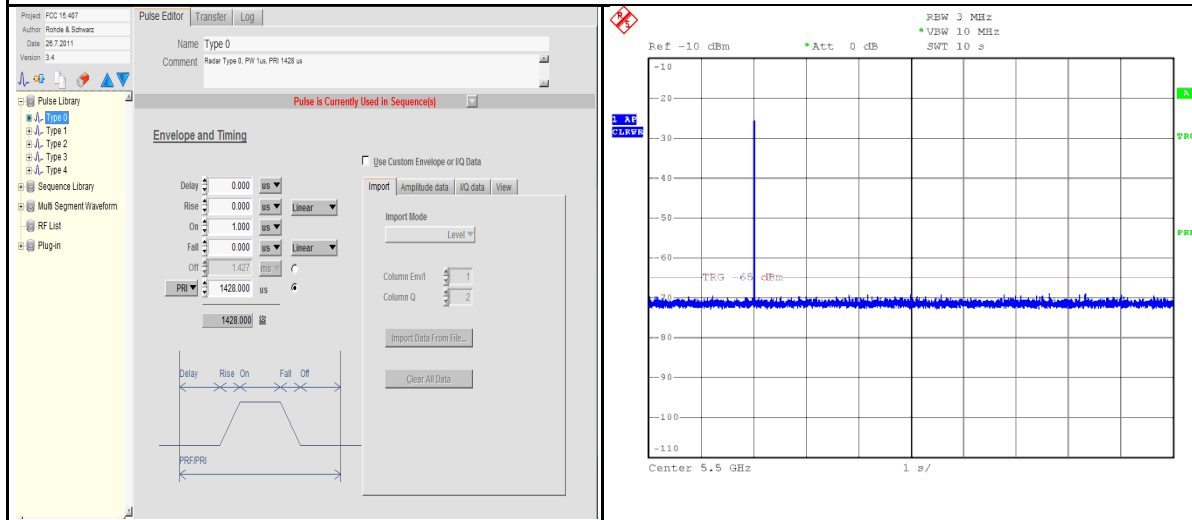 Project FCC 15.407
Author Rohde & Schwarz
Date 26.7.2011
Version 3.4
Pulse Library
Type 0
Type 1
Type 2
Type 3
Type 4
Sequence Library
Multi Segment Waveform
RF List
Plug-in
Pulse Editor Transfer Log
Name Type 0
Comment Radar Type 0, PW 1us, PRI 1428 us
Pulse is Currently Used in Sequence(s)
Envelope and Timing
Use Custom Envelope or I/Q Data
Delay 0.000 us
Rise 0.000 us Linear
On 1.000 us
Fall 0.000 us Linear
Off 1.427 ms
PRI 1428.000 us
1428.000
Import Amplitude data I/Q data View
Import Mode
Level
Column Env/I 1
Column Q 2
Import Data From File...
Clear All Data
Delay Rise On Fall Off
PRF/PRI
R S
RBW 3 MHz
VBW 10 MHz
Ref -10 dBm *Att 0 dB SWT 10 s
1 AP
CLRWR
A
TRG
PRN
-10
-20
-30
-40
-50
-60
TRG -65 dBm
-70
-80
-90
-100
-110
Center 5.5 GHz 1 s/